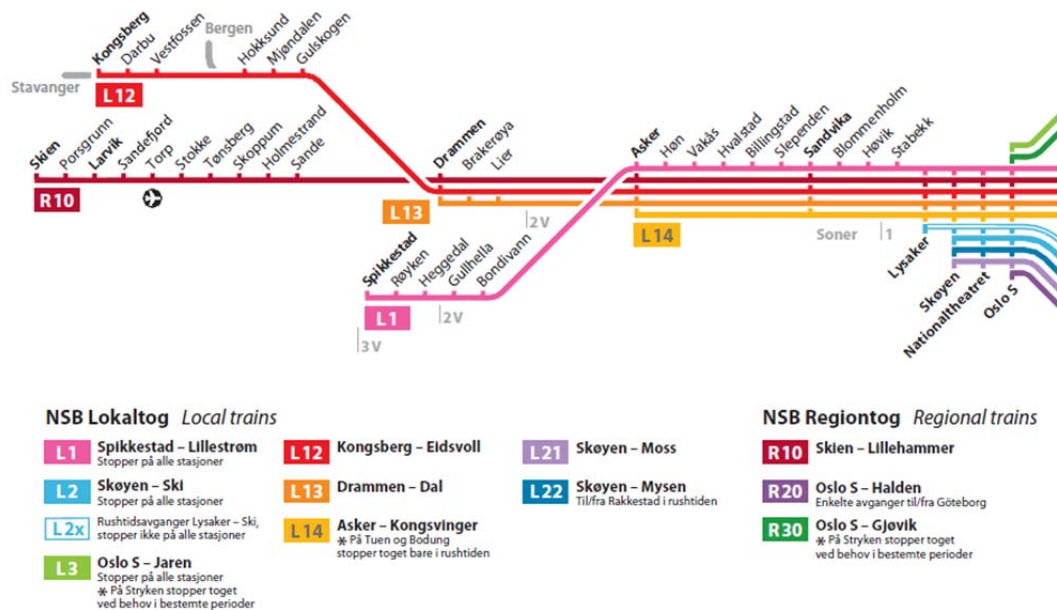 Bergen
Stavanger
Kongsberg
Darbu
Vestfossen
Hokksund
Mjøndalen
Gulskogen
L12
Skien
Porsgrunn
Larvik
Sandefjord
Torp
Stokke
Tønsberg
Skoppum
Holmestrand
Sande
R10
Drammen
Brakerøya
Lier
L13
2V
Asker
Høn
Vakås
Hvalstad
Billingstad
Slependen
Sandvika
Blommenholm
Høvik
Stabekk
L14
Soner
1
Lysaker
Skøyen
Nationaltheatret
Oslo S
Spikkestad
Røyken
Heggedal
Gullhella
Bondivann
L1
2V
3V
NSB Lokaltog Local trains
L1 Spikkestad – Lillestrøm
Stopper på alle stasjoner
L2 Skøyen – Ski
Stopper på alle stasjoner
L2x Rushtidsavganger Lysaker – Ski,
stopper ikke på alle stasjoner
L3 Oslo S – Jaren
Stopper på alle stasjoner
* På Stryken stopper toget
ved behov i bestemte perioder
L12 Kongsberg – Eidsvoll
L13 Drammen – Dal
L14 Asker – Kongsvinger
* På Tuen og Bodung
stopper toget bare i rushtiden
L21 Skøyen – Moss
L22 Skøyen – Mysen
Til/fra Rakkestad i rushtiden
NSB Regiontog Regional trains
R10 Skien – Lillehammer
R20 Oslo S – Halden
Enkelte avganger til/fra Göteborg
R30 Oslo S – Gjøvik
* På Stryken stopper toget
ved behov i bestemte perioder